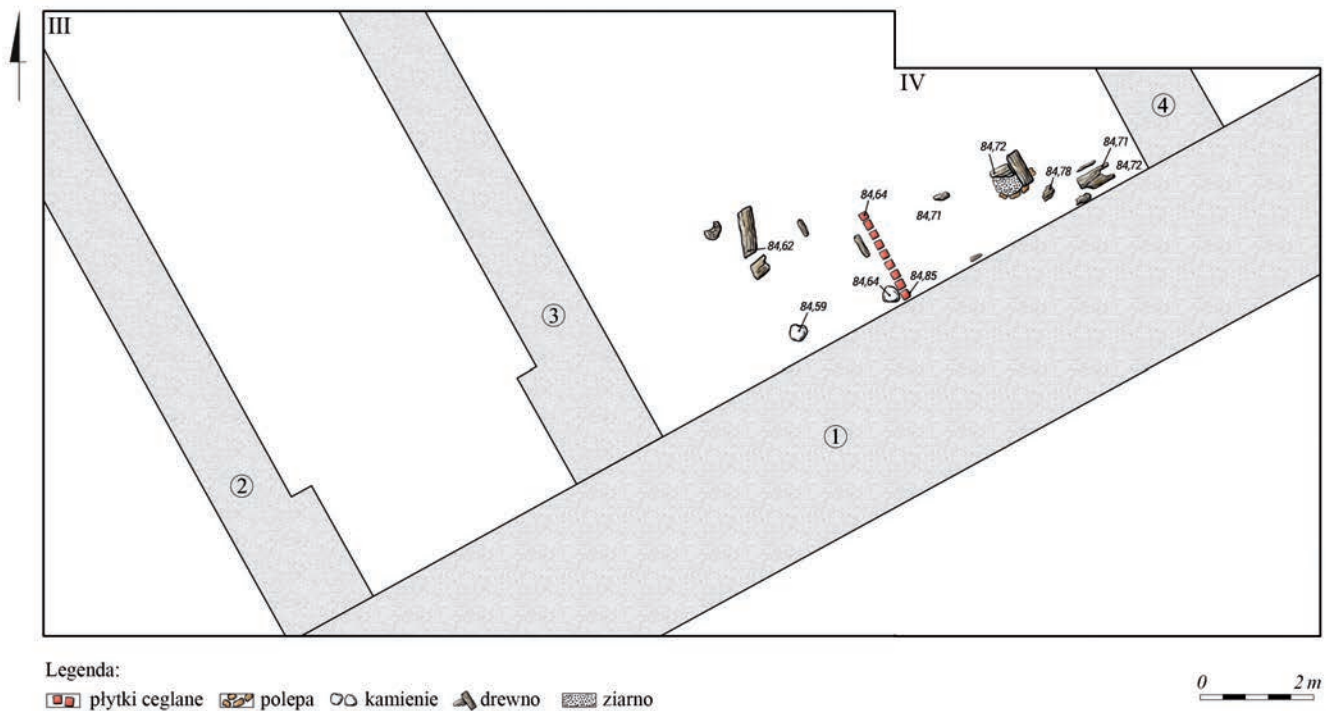 III
IV
④
84,72
84,71
84,72
84,78
84,64
84,71
84,62
84,64
84,85
84,59
③
①
②
Legenda:
płytki ceglane polepa kamienie drewno ziarno
0 2 m